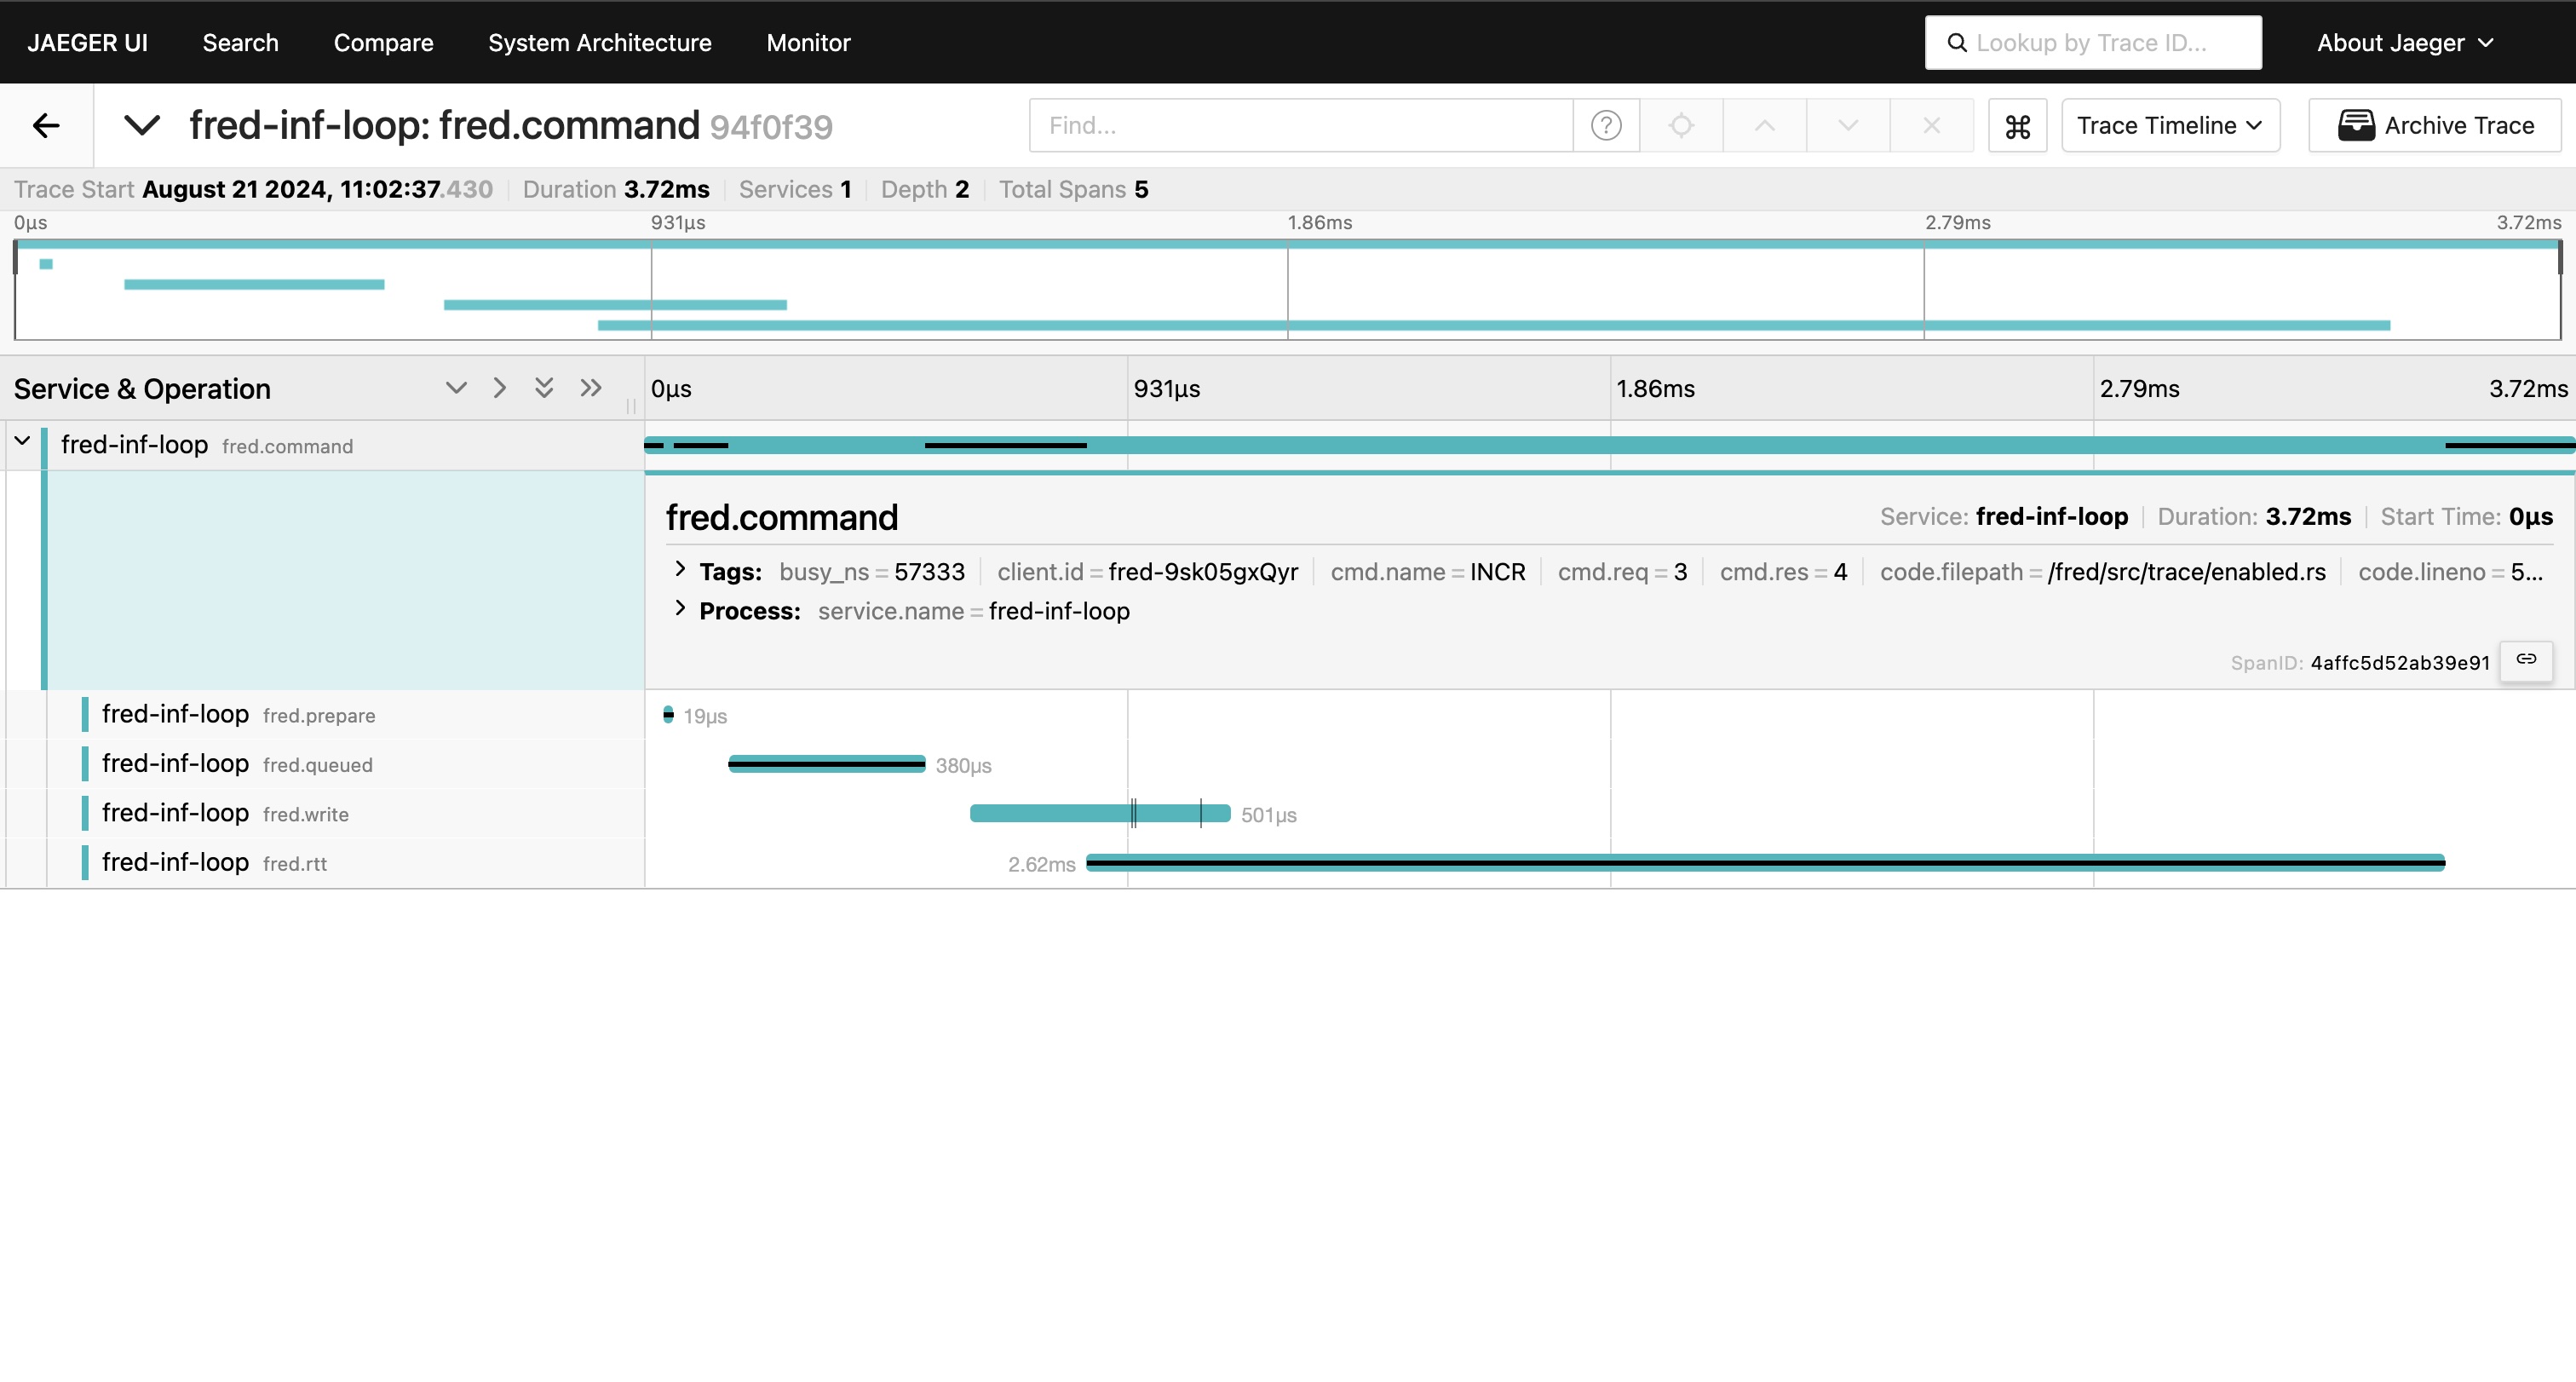 JAEGER UI Search Compare System Architecture Monitor Lookup by Trace ID... About Jaeger
fred-inf-loop: fred.command 94f0f39 Find... Trace Timeline Archive Trace
Trace Start August 21 2024, 11:02:37.430 Duration 3.72ms Services 1 Depth 2 Total Spans 5
0μs 931μs 1.86ms 2.79ms 3.72ms
Service & Operation 0μs 931μs 1.86ms 2.79ms 3.72ms
fred-inf-loop fred.command
fred.command Service: fred-inf-loop Duration: 3.72ms Start Time: 0μs
Tags: busy_ns = 57333 client.id = fred-9sk05gxQyr cmd.name = INCR cmd.req = 3 cmd.res = 4 code.filepath = /fred/src/trace/enabled.rs code.lineno = 5...
Process: service.name = fred-inf-loop
SpanID: 4affc5d52ab39e91
fred-inf-loop fred.prepare 19μs
fred-inf-loop fred.queued 380μs
fred-inf-loop fred.write 501μs
fred-inf-loop fred.rtt 2.62ms